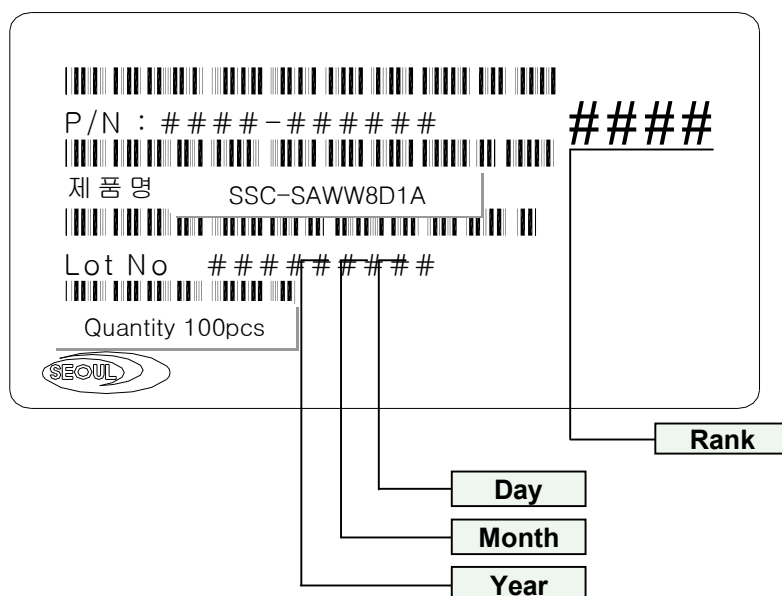 P/N : ####-######
####
제 품 명 SSC-SAWW8D1A
Lot No #########
Quantity 100pcs
SEOUL
Rank
Day
Month
Year